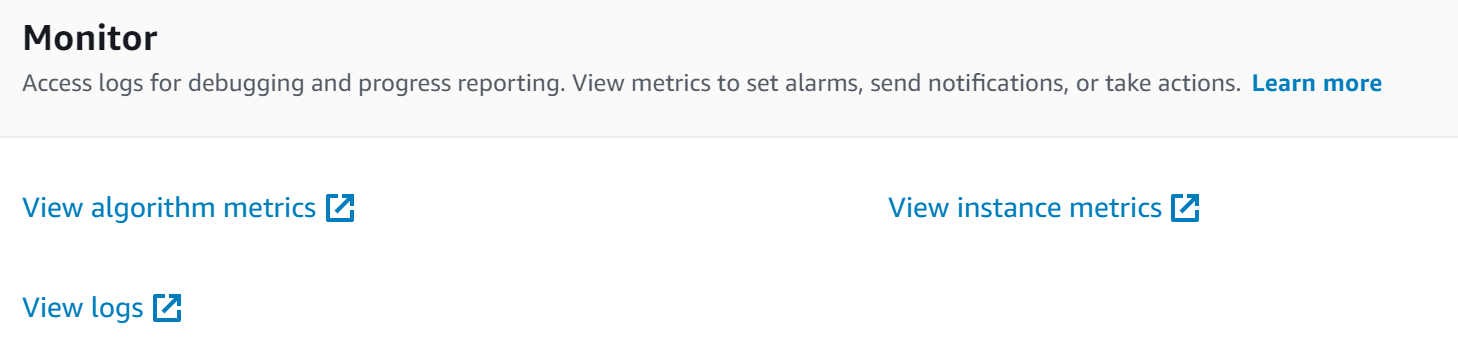 Monitor
Access logs for debugging and progress reporting. View metrics to set alarms, send notifications, or take actions. Learn more
View algorithm metrics
View instance metrics
View logs